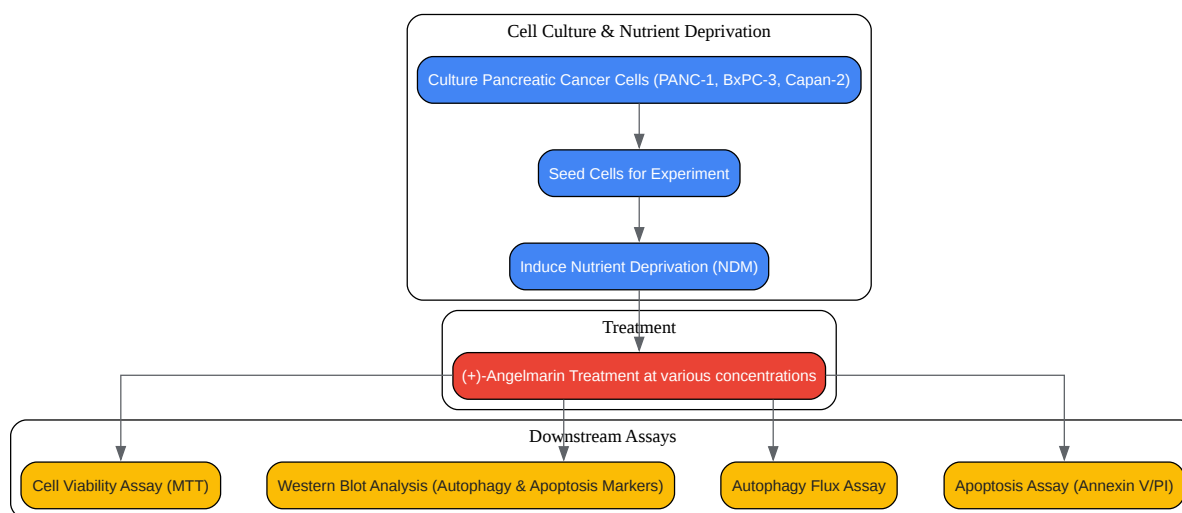 Cell Culture & Nutrient Deprivation
Culture Pancreatic Cancer Cells (PANC-1, BxPC-3, Capan-2)
Seed Cells for Experiment
Induce Nutrient Deprivation (NDM)
Treatment
(+)-Angelmarin Treatment at various concentrations
Downstream Assays
Cell Viability Assay (MTT)
Western Blot Analysis (Autophagy & Apoptosis Markers)
Autophagy Flux Assay
Apoptosis Assay (Annexin V/PI)